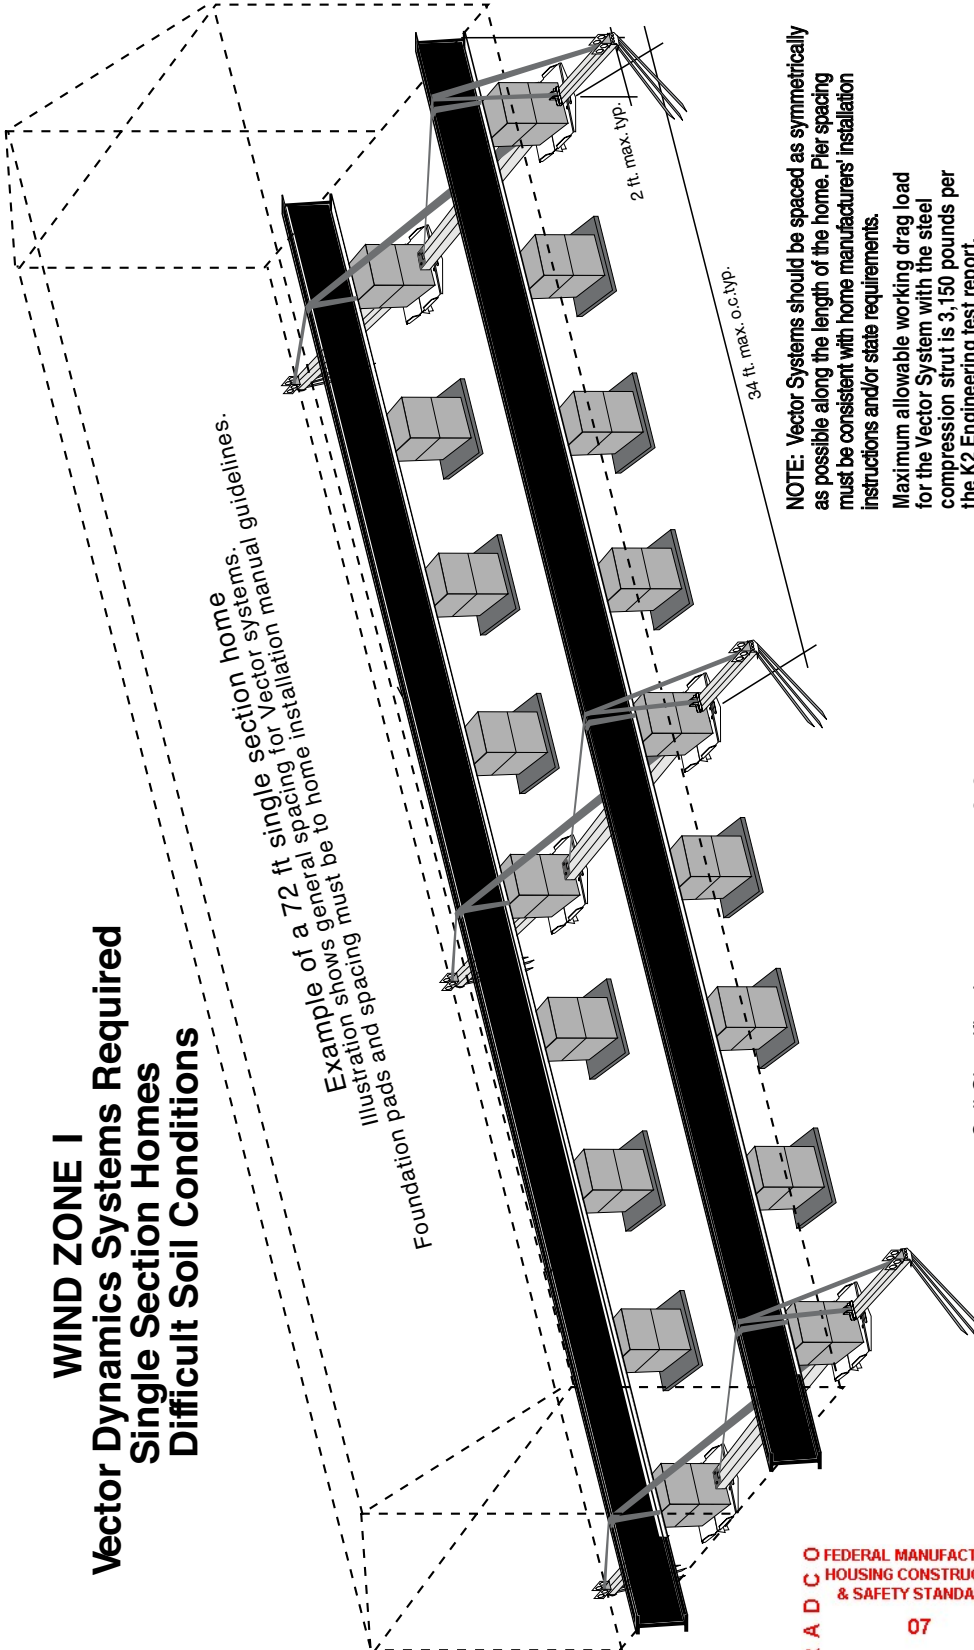 WIND ZONE I
Vector Dynamics Systems Required
Single Section Homes
Difficult Soil Conditions
Example of a 72 ft single section home.
Illustration shows general spacing for Vector systems.
Foundation pads and spacing must be to home installation manual guidelines.
2 ft. max. typ.
34 ft. max. o.c.typ.
NOTE: Vector Systems should be spaced as symmetrically
as possible along the length of the home. Pier spacing
must be consistent with home manufacturers' installation
instructions and/or state requirements.
Maximum allowable working drag load
for the Vector System with the steel
compression strut is 3,150 pounds per
the K2 Engineering test report.
FEDERAL
HOUSING
& SAFETY
07